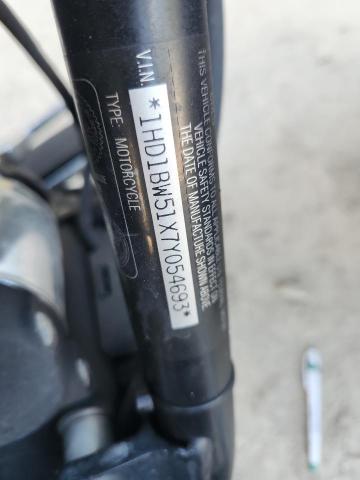 V.I.N.
*1HD1BW51X7Y054693*
TYPE: MOTORCYCLE
THIS VEHICLE CONFORMS TO ALL APPLICABLE
VEHICLE SAFETY STANDARDS IN EFFECT ON
THE DATE OF MANUFACTURE SHOWN ABOVE.